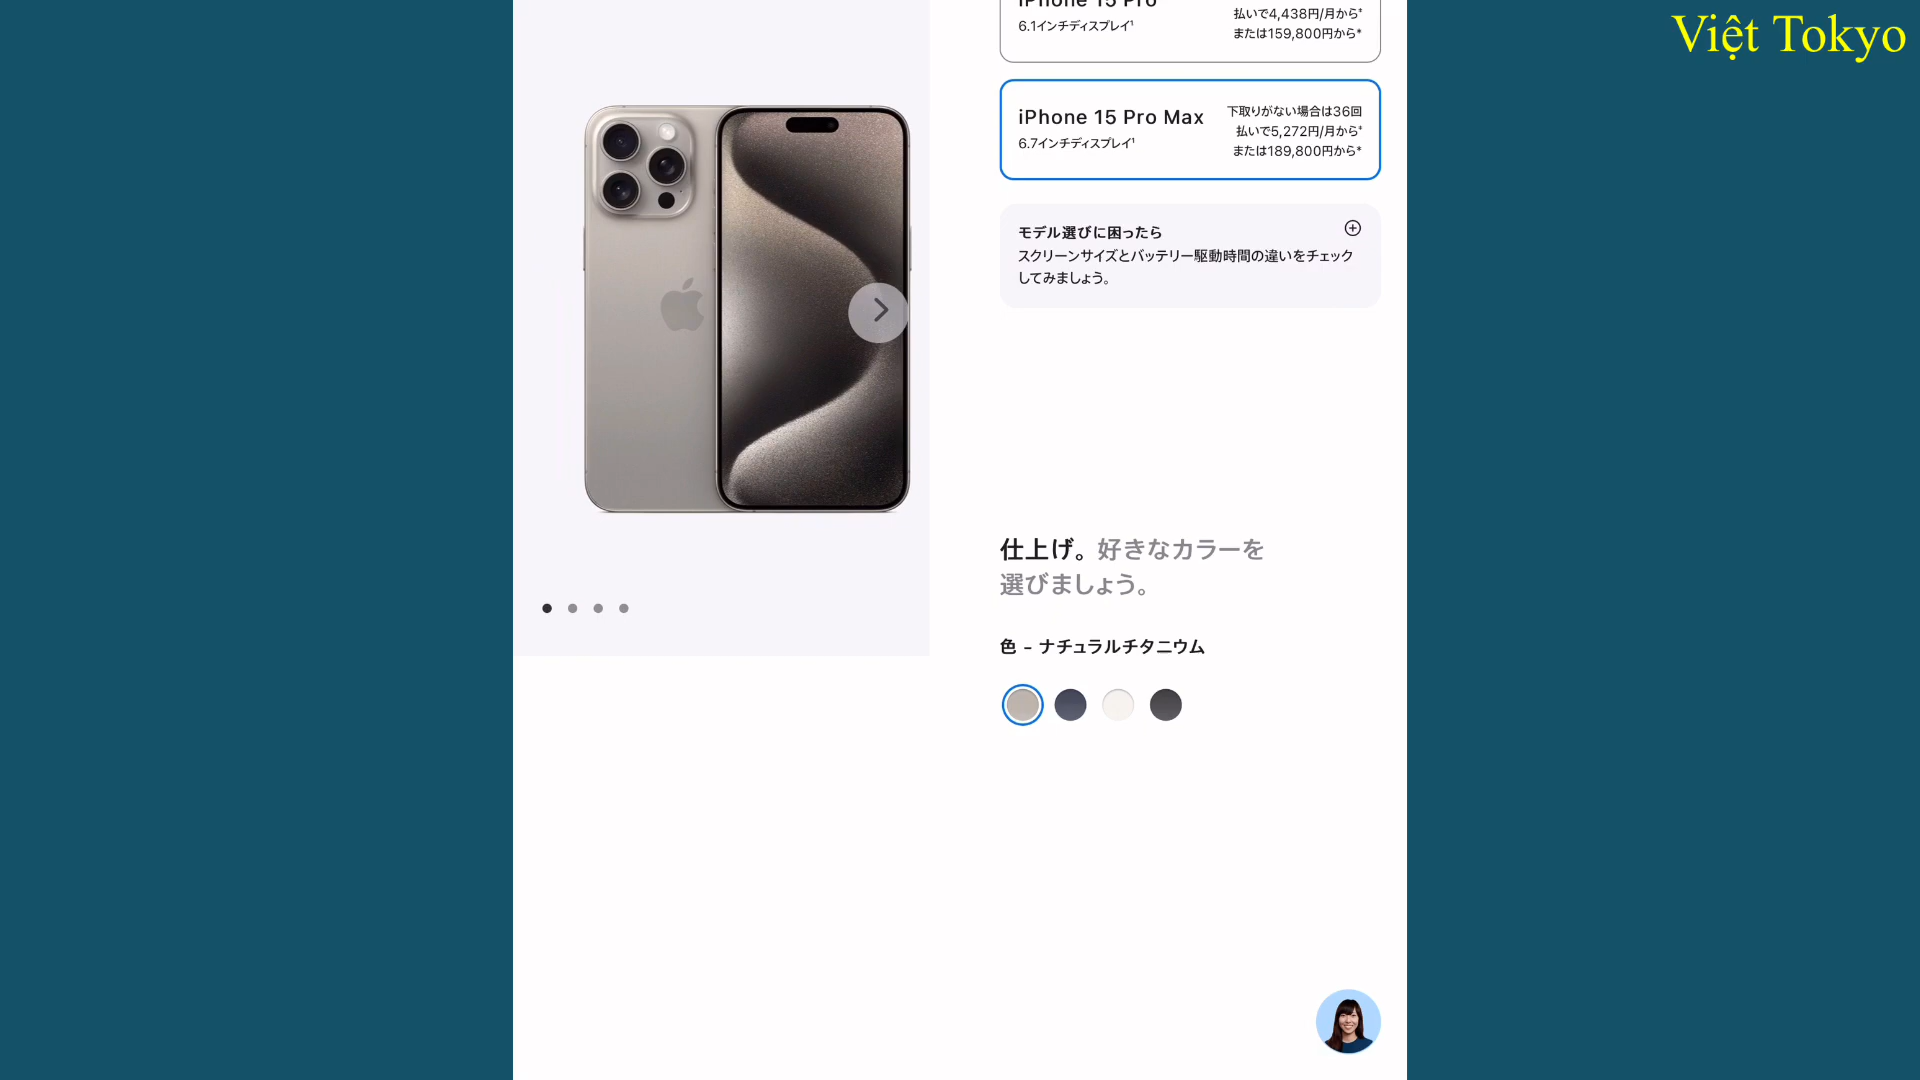 Việt Tokyo
iPhone 15 Pro
6.1インチディスプレイ¹
払いで4,438円/月から‡
または159,800円から*
iPhone 15 Pro Max
6.7インチディスプレイ¹
下取りがない場合は36回
払いで5,272円/月から‡
または189,800円から*
モデル選びに困ったら
スクリーンサイズとバッテリー駆動時間の違いをチェック
してみましょう。
仕上げ。好きなカラーを
選びましょう。
色 – ナチュラルチタニウム